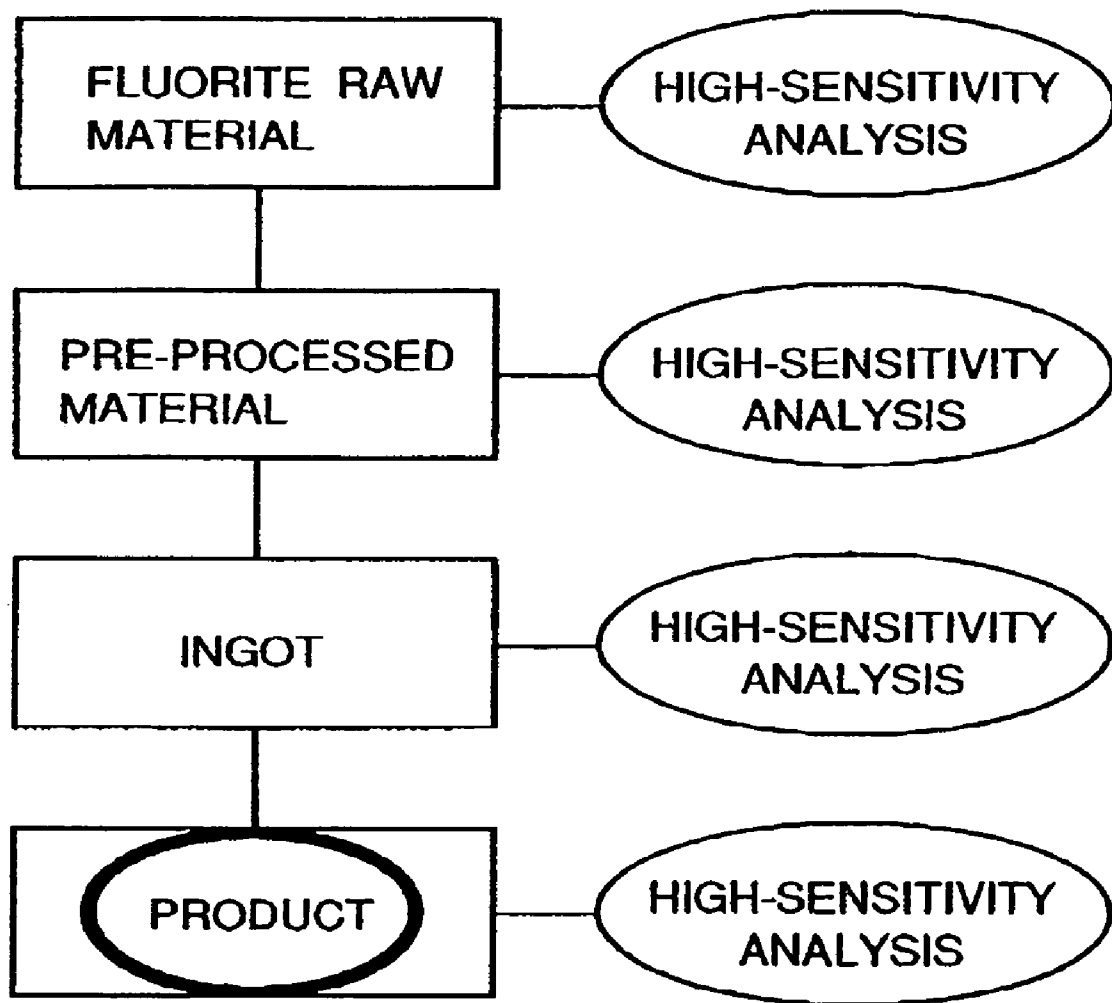 FLUORITE RAW
MATERIAL
HIGH-SENSITIVITY
ANALYSIS
PRE-PROCESSED
MATERIAL
HIGH-SENSITIVITY
ANALYSIS
INGOT
HIGH-SENSITIVITY
ANALYSIS
PRODUCT
HIGH-SENSITIVITY
ANALYSIS